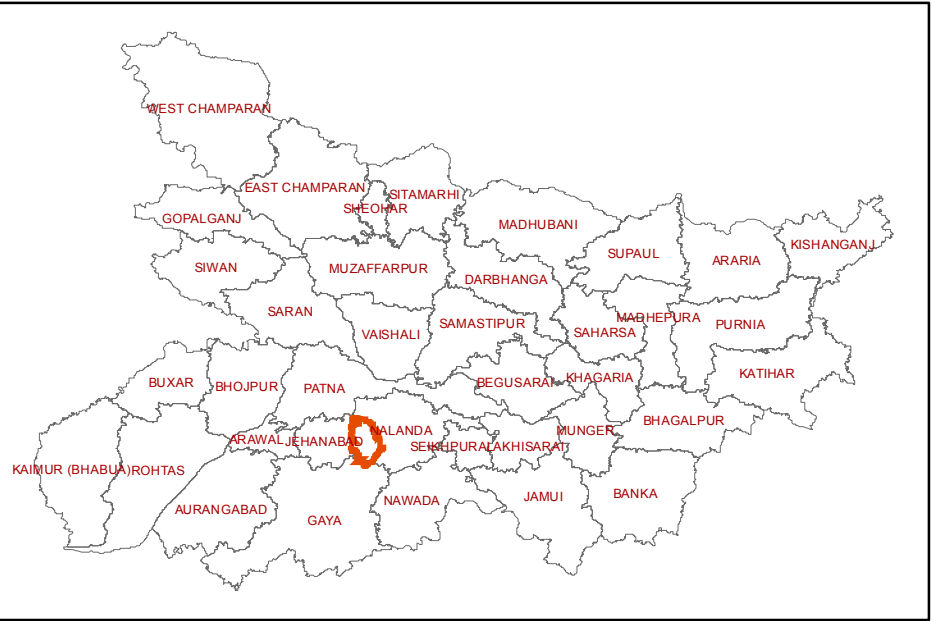 WEST CHAMPARAN
EAST CHAMPARAN
SITAMARHI
SHEOHAR
GOPALGANJ
MADHUBANI
KISHANGANJ
SUPAUL
ARARIA
SIWAN
MUZAFFARPUR
DARBHANGA
SARAN
MADHEPURA
SAMASTIPUR
PURNIA
VAISHALI
SAHARSA
KATIHAR
BUXAR
BHOJPUR
PATNA
BEGUSARAI
KHAGARIA
BHAGALPUR
NALANDA
MUNGER
ARAWAL
JEHANABAD
SEIKHPURA
LAKHISARAI
KAIMUR (BHABUA)
ROHTAS
JAMUI
BANKA
NAWADA
AURANGABAD
GAYA